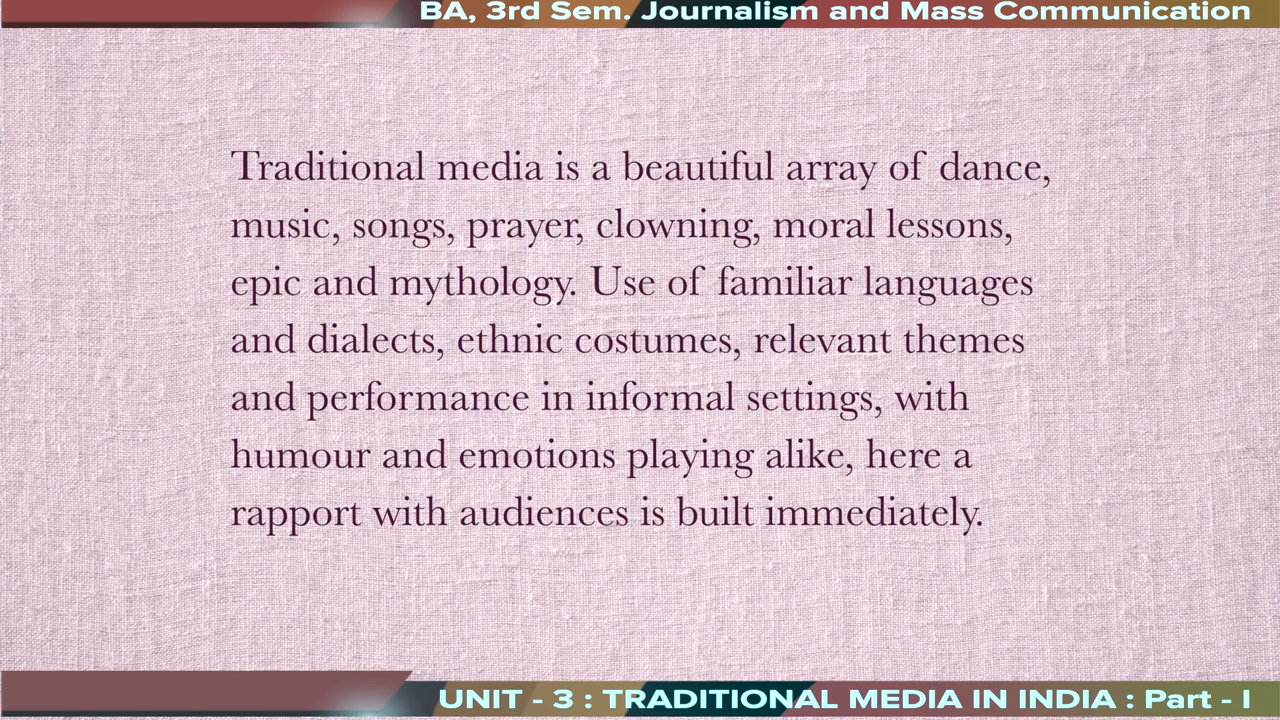 BA, 3rd Sem. Journalism and Mass Communication
Traditional media is a beautiful array of dance,
music, songs, prayer, clowning, moral lessons,
epic and mythology. Use of familiar languages
and dialects, ethnic costumes, relevant themes
and performance in informal settings, with
humour and emotions playing alike, here a
rapport with audiences is built immediately.
UNIT - 3 : TRADITIONAL MEDIA IN INDIA : Part - I